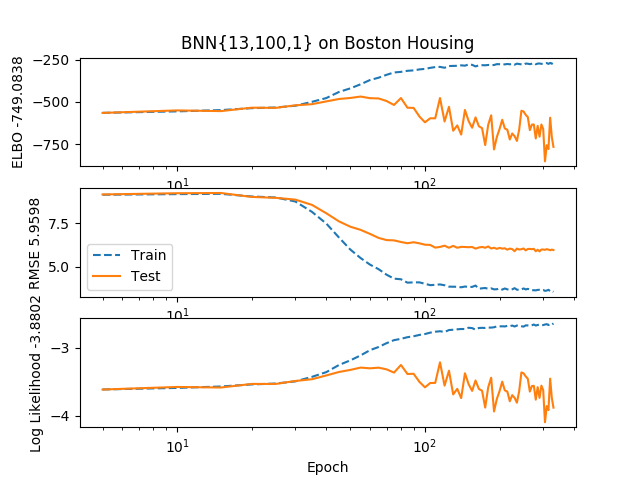 BNN{13,100,1} on Boston Housing
ELBO -749.0838
−250
−500
−750
10¹
10²
RMSE 5.9598
7.5
5.0
Train
Test
10¹
10²
Log Likelihood -3.8802
−3
−4
10¹
10²
Epoch